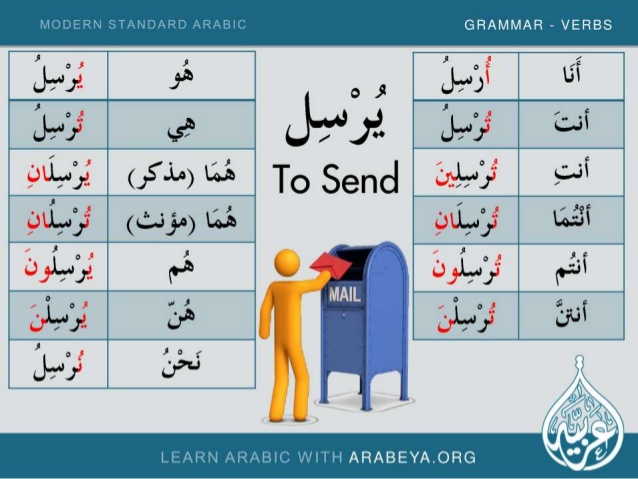 MODERN STANDARD ARABIC
GRAMMAR - VERBS
أَنَا أُرْسِلُ
أنتَ تُرْسِلُ
أنتِ تُرْسِلِينَ
أَنْتُمَا تُرْسِلَانِ
أنتُم تُرْسِلُونَ
أنتنَّ تُرْسِلْنَ
يُرْسِل
To Send
MAIL
هُو يُرْسِلُ
هِي تُرْسِلُ
هُمَا (مذكر) يُرْسِلَانِ
هُمَا (مؤنث) تُرْسِلَانِ
هُم يُرْسِلُونَ
هُنّ يُرْسِلْنَ
نَحْنُ نُرْسِلُ
عربية
LEARN ARABIC WITH ARABEYA.ORG